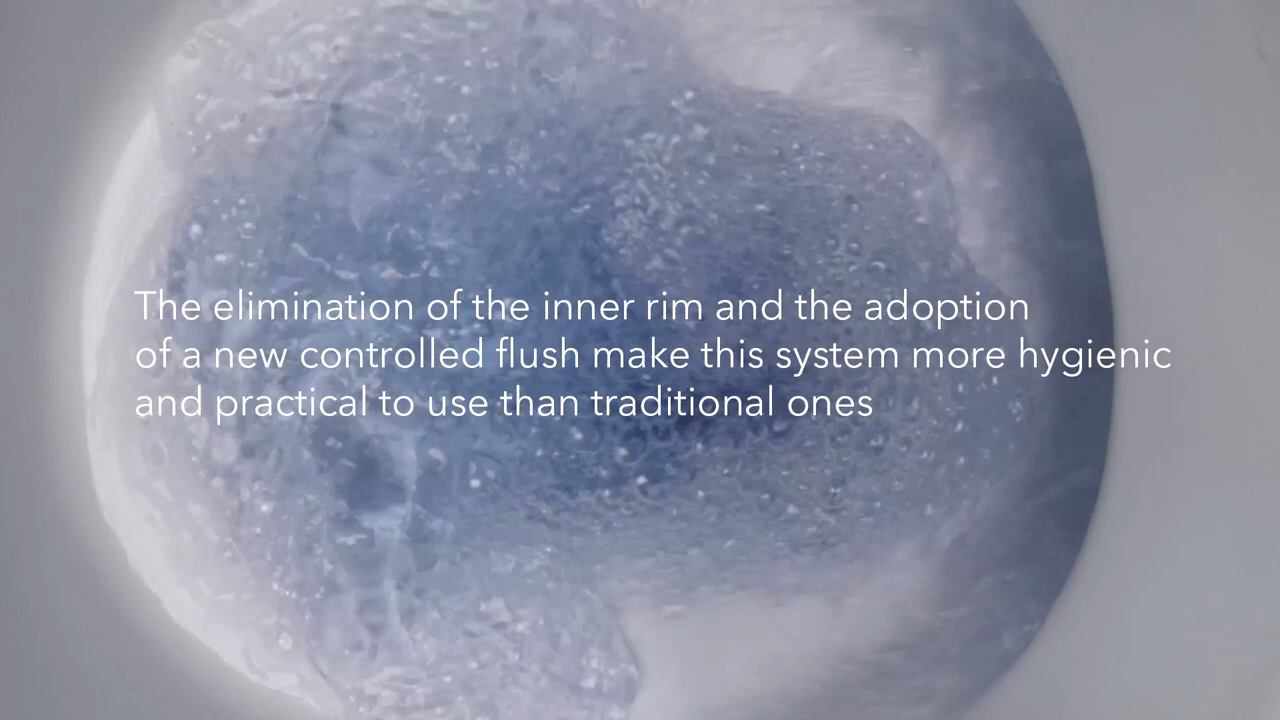 The elimination of the inner rim and the adoption
of a new controlled flush make this system more hygienic
and practical to use than traditional ones